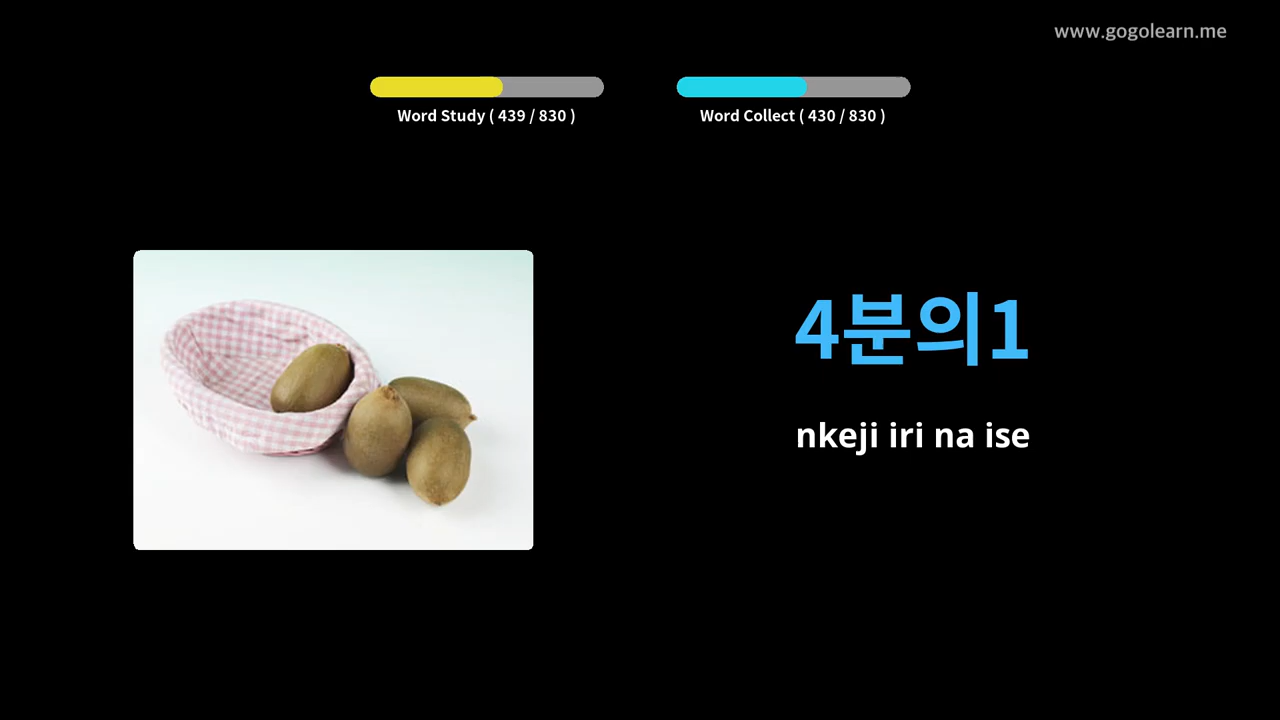 www.gogolearn.me
Word Study ( 439 / 830 )
Word Collect ( 430 / 830 )
4분의1
nkeji iri na ise